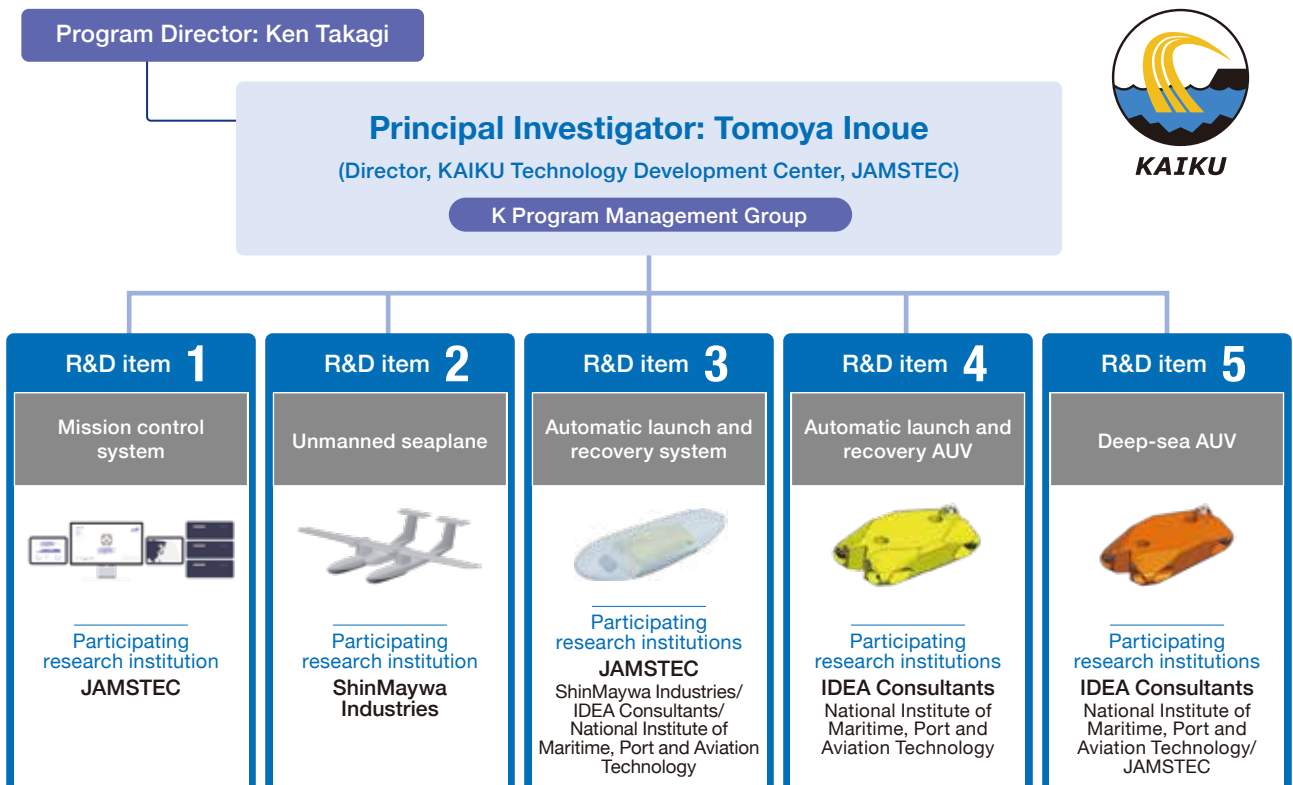 Program Director: Ken Takagi
KAIKU
Principal Investigator: Tomoya Inoue
(Director, KAIKU Technology Development Center, JAMSTEC)
K Program Management Group
R&D item 1
Mission control
system
Participating
research institution
JAMSTEC
R&D item 2
Unmanned seaplane
Participating
research institution
ShinMaywa
Industries
R&D item 3
Automatic launch and
recovery system
Participating
research institutions
JAMSTEC
ShinMaywa Industries/
IDEA Consultants/
National Institute of
Maritime, Port and Aviation
Technology
R&D item 4
Automatic launch and
recovery AUV
Participating
research institutions
IDEA Consultants
National Institute of
Maritime, Port and
Aviation Technology
R&D item 5
Deep-sea AUV
Participating
research institutions
IDEA Consultants
National Institute of
Maritime, Port and
Aviation Technology/
JAMSTEC